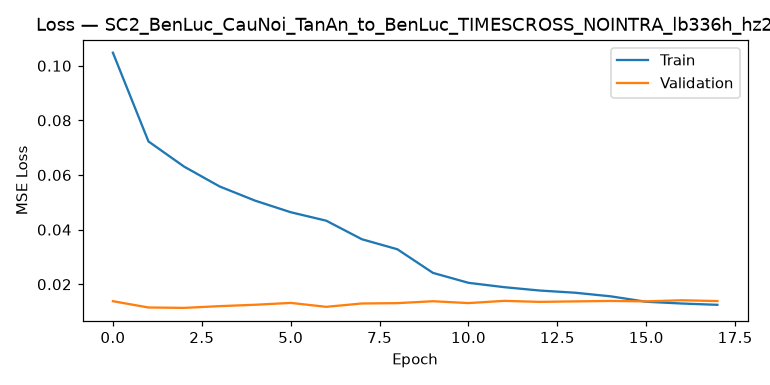 Loss — SC2_BenLuc_CauNoi_TanAn_to_BenLuc_TIMESCROSS_NOINTRA_lb336h_hz2
Train
Validation
0.10
0.08
0.06
0.04
0.02
MSE Loss
0.0 2.5 5.0 7.5 10.0 12.5 15.0 17.5
Epoch